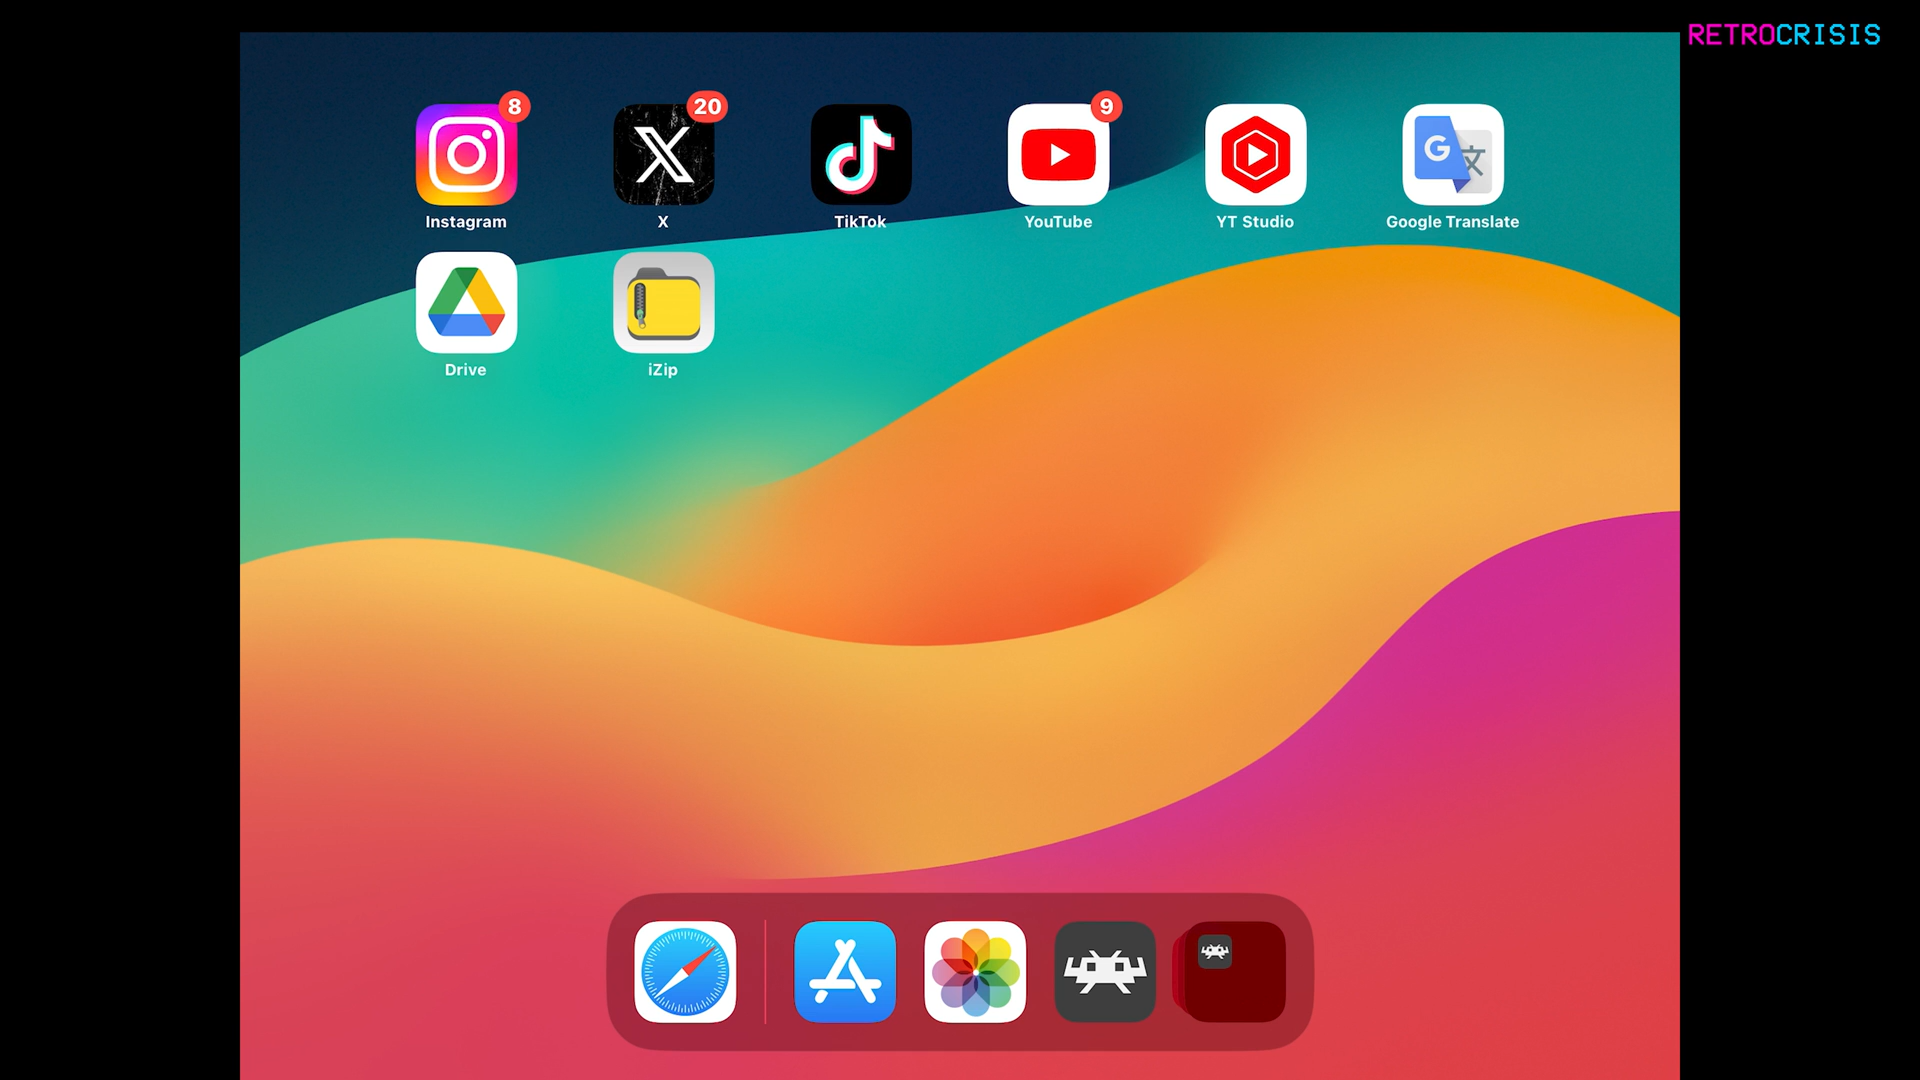 RETROCRISIS
8
20
9
Instagram
X
TikTok
YouTube
YT Studio
Google Translate
Drive
iZip